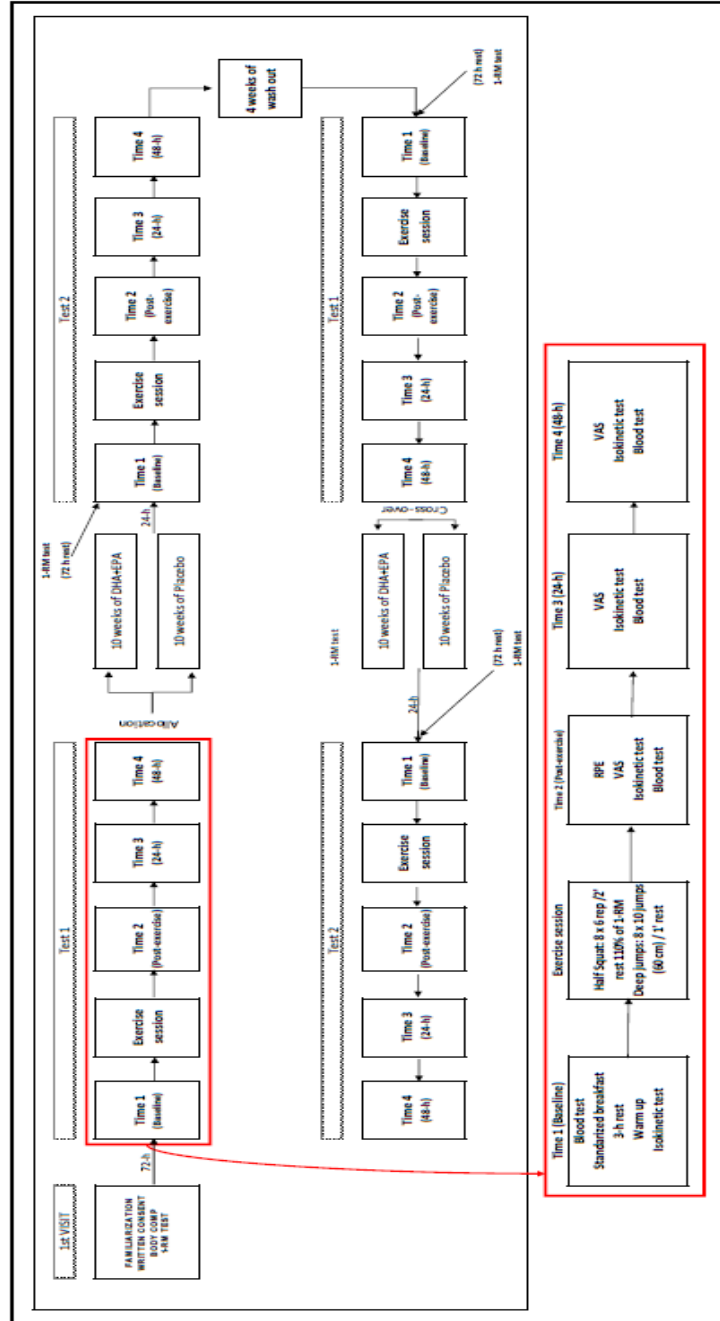 1st VISIT
FAMILIARIZATION
WRITTEN CONSENT
BODY COMP
1-RM TEST
72-h
Test 1
Time 1
(Baseline)
Exercise
session
Time 2
(Post-exercise)
Time 3
(24-h)
Time 4
(48-h)
Allocation
10 weeks of DHA+EPA
10 weeks of Placebo
24-h
1-RM test
(72 h rest)
Test 2
Time 1
(Baseline)
Exercise
session
Time 2
(Post-
exercise)
Time 3
(24-h)
Time 4
(48-h)
4 weeks of
wash out
(72 h rest)
1-RM test
Test 1
Time 1
(Baseline)
Exercise
session
Time 2
(Post-
exercise)
Time 3
(24-h)
Time 4
(48-h)
Cross-over
1-RM test
10 weeks of DHA+EPA
10 weeks of Placebo
24-h
(72 h rest)
1-RM test
Test 2
Time 1
(Baseline)
Exercise
session
Time 2
(Post-exercise)
Time 3
(24-h)
Time 4
(48-h)
Time 1 (Baseline)
Blood test
Standarized breakfast
3-h rest
Warm up
Isokinetic test
Exercise session
Half Squat: 8 x 6 rep /2'
rest 110% of 1-RM
Deep jumps: 8 x 10 jumps
(60 cm) / 1' rest
Time 2 (Post-exercise)
RPE
VAS
Isokinetic test
Blood test
Time 3 (24-h)
VAS
Isokinetic test
Blood test
Time 4 (48-h)
VAS
Isokinetic test
Blood test